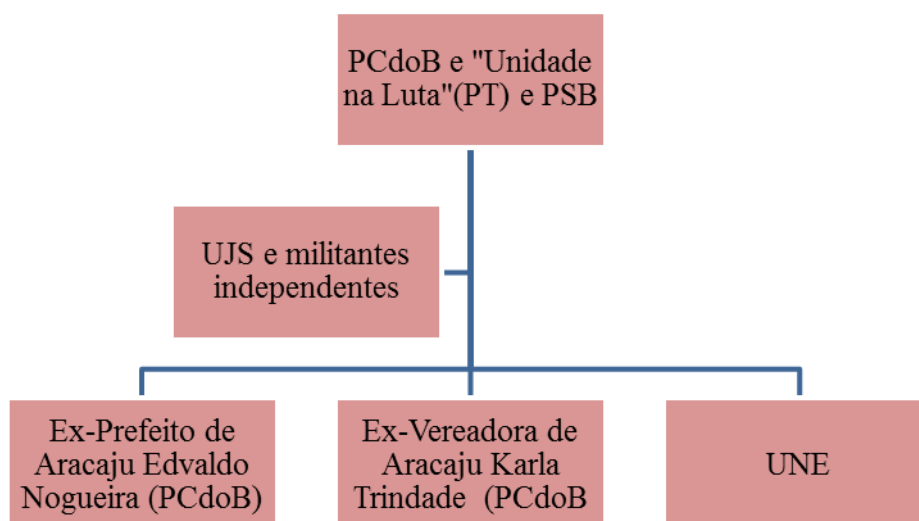 PCdoB e "Unidade
na Luta"(PT) e PSB
UJS e militantes
independentes
Ex-Prefeito de
Aracaju Edvaldo
Nogueira (PCdoB)
Ex-Vereadora de
Aracaju Karla
Trindade (PCdoB
UNE